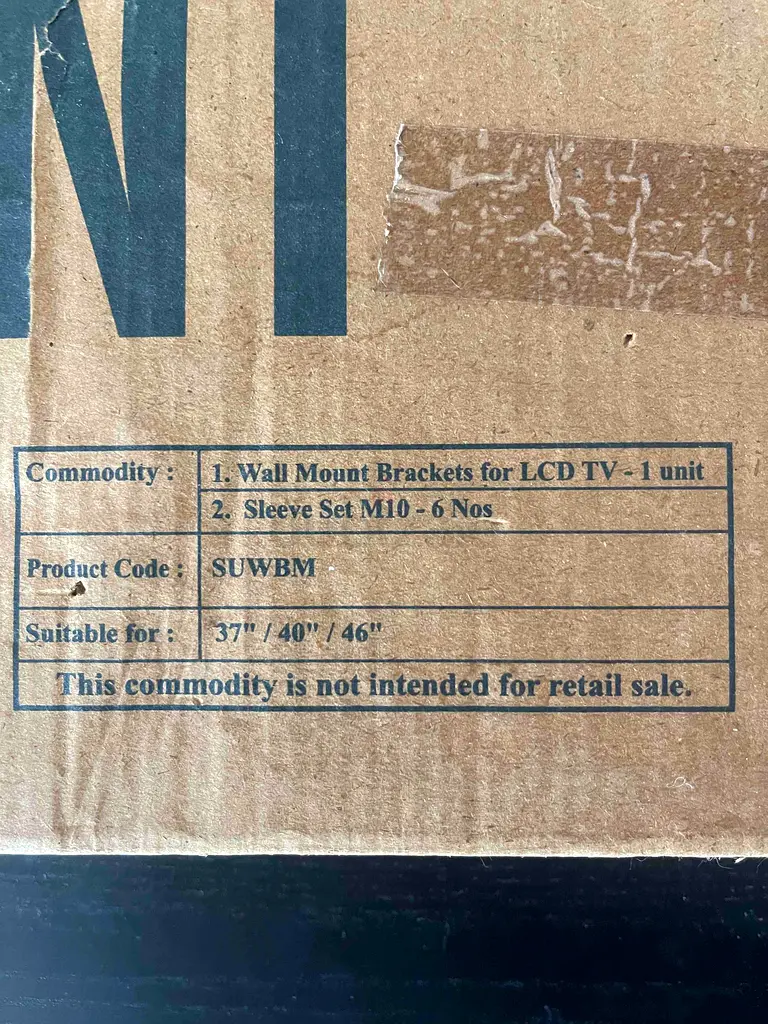 NI
Commodity : 1. Wall Mount Brackets for LCD TV - 1 unit
2. Sleeve Set M10 - 6 Nos
Product Code : SUWBM
Suitable for : 37" / 40" / 46"
This commodity is not intended for retail sale.